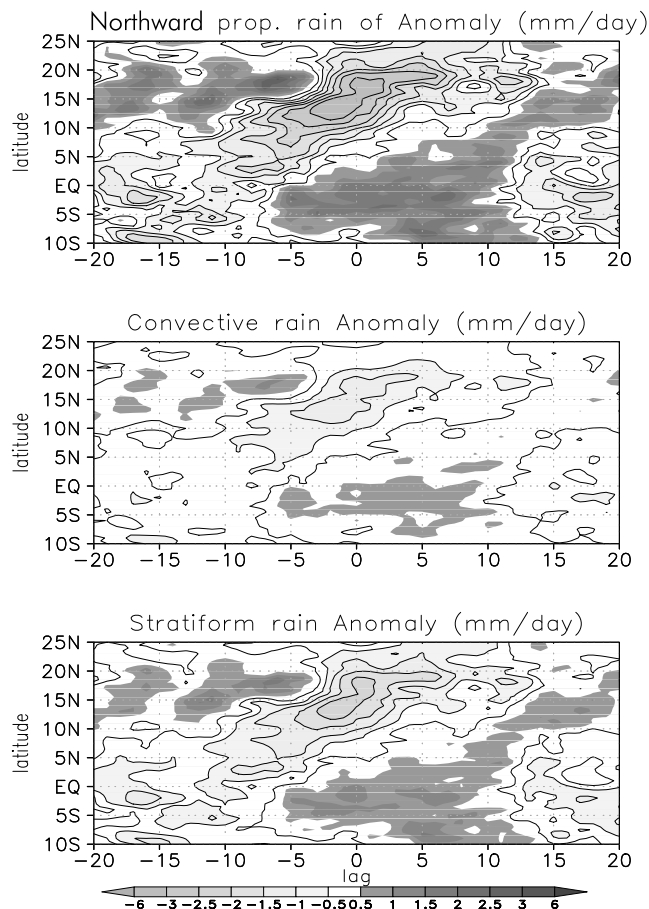 Northward prop. rain of Anomaly (mm/day)
25N
20N
15N
10N
5N
EQ
5S
10S
latitude
−20 −15 −10 −5 0 5 10 15 20
Convective rain Anomaly (mm/day)
25N
20N
15N
10N
5N
EQ
5S
10S
latitude
−20 −15 −10 −5 0 5 10 15 20
Stratiform rain Anomaly (mm/day)
25N
20N
15N
10N
5N
EQ
5S
10S
latitude
−20 −15 −10 −5 0 5 10 15 20
lag
−6 −3 −2.5 −2 −1.5 −1 −0.5 0.5 1 1.5 2 2.5 3 6